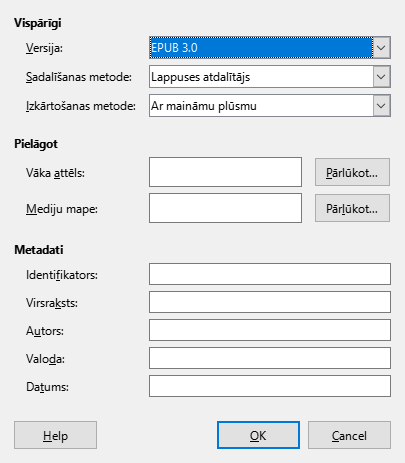 Vispārīgi
Versija: EPUB 3.0
Sadalīšanas metode: Lappuses atdalītājs
Izkārtošanas metode: Ar maināmu plūsmu
Pielāgot
Vāka attēls: Pārlūkot...
Mediju mape: Pārlūkot...
Metadati
Identifikators:
Virsraksts:
Autors:
Valoda:
Datums:
Help OK Cancel